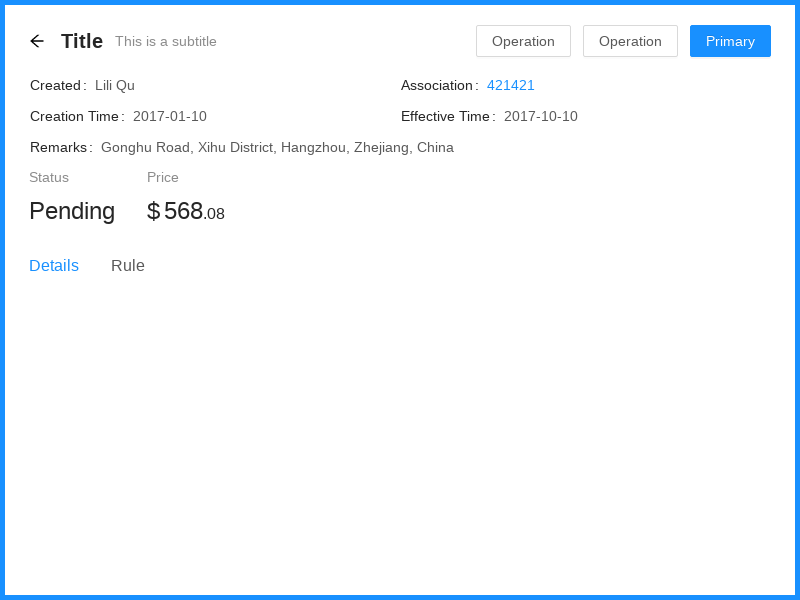 Title This is a subtitle Operation Operation Primary
Created: Lili Qu Association: 421421
Creation Time: 2017-01-10 Effective Time: 2017-10-10
Remarks: Gonghu Road, Xihu District, Hangzhou, Zhejiang, China
Status Price
Pending $ 568.08
Details Rule